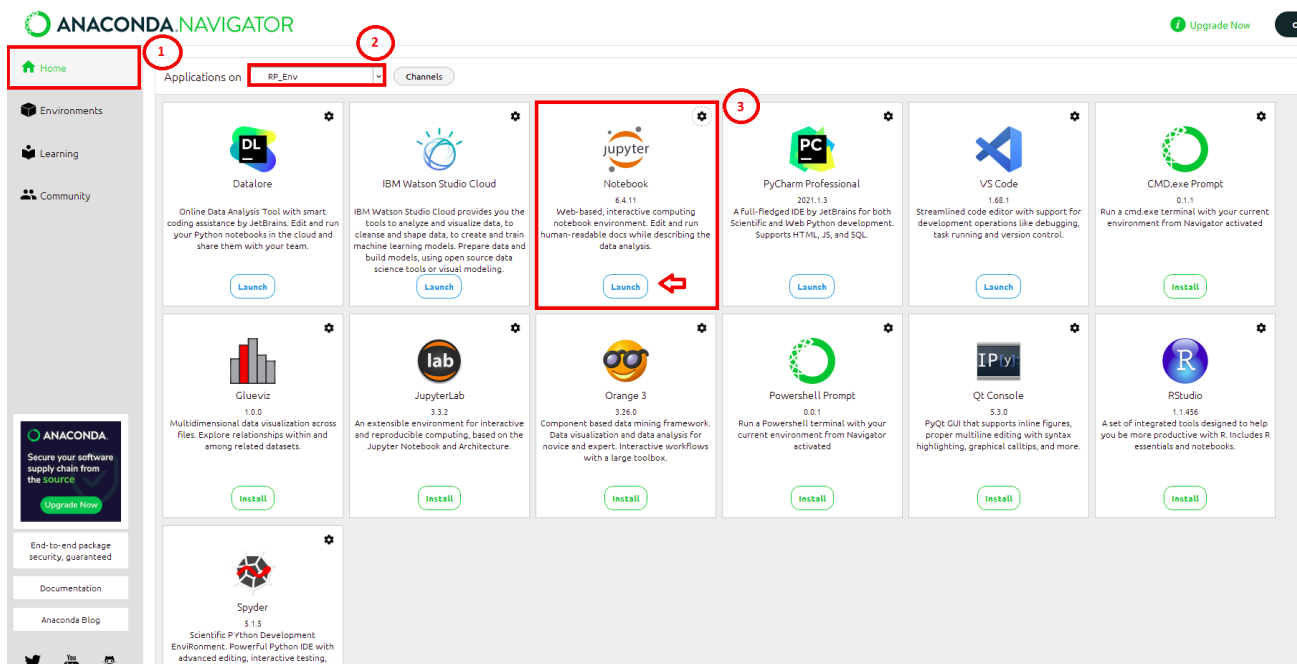 ANACONDA.NAVIGATOR
Upgrade Now
1
2
3
Home
Environments
Learning
Community
Applications on
RP_Env
Channels
DL
Datalore
Online Data Analysis Tool with smart
coding assistance by JetBrains. Edit and run
your Python notebooks in the cloud and
share them with your team.
Launch
IBM Watson Studio Cloud
IBM Watson Studio Cloud provides you the
tools to analyze and visualize data, to
cleanse and shape data, to create and train
machine learning models. Prepare data and
build models, using open source data
science tools or visual modeling.
Launch
jupyter
Notebook
6.4.11
Web-based, interactive computing
notebook environment. Edit and run
human-readable docs while describing the
data analysis.
Launch
PC
PyCharm Professional
2021.1.3
A full-fledged IDE by JetBrains for both
Scientific and Web Python development.
Supports HTML, JS, and SQL.
Launch
VS Code
1.68.1
Streamlined code editor with support for
development operations like debugging,
task running and version control.
Launch
CMD.exe Prompt
0.1.1
Run a cmd.exe terminal with your current
environment from Navigator activated
Install
Glueviz
1.0.0
Multidimensional data visualization across
files. Explore relationships within and
among related datasets.
Install
lab
JupyterLab
3.3.2
An extensible environment for interactive
and reproducible computing, based on the
Jupyter Notebook and Architecture.
Install
Orange 3
3.26.0
Component based data mining framework.
Data visualization and data analysis for
novice and expert. Interactive workflows
with a large toolbox.
Install
Powershell Prompt
0.0.1
Run a Powershell terminal with your
current environment from Navigator
activated
Install
IP[y]:
Qt Console
5.3.0
PyQt GUI that supports inline figures,
proper multiline editing with syntax
highlighting, graphical calltips, and more.
Install
R
RStudio
1.1.456
A set of integrated tools designed to help
you be more productive with R. Includes R
essentials and notebooks.
Install
Spyder
5.1.5
Scientific PYthon Development
EnviRonment. Powerful Python IDE with
advanced editing, interactive testing,
ANACONDA.
Secure your software
supply chain from
the source
Upgrade Now
End-to-end package
security, guaranteed
Documentation
Anaconda Blog
You